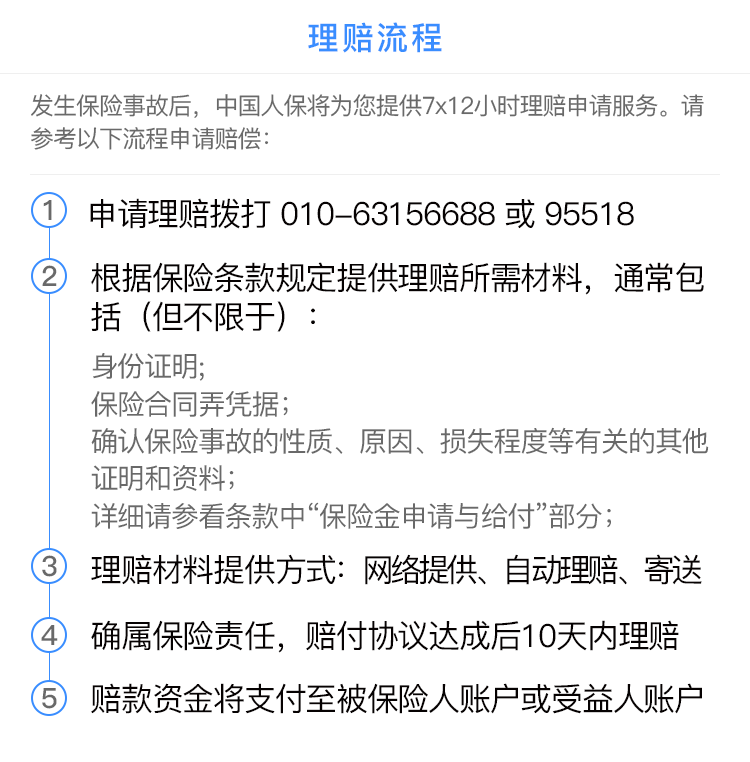 理赔流程
发生保险事故后，中国人保将为您提供7x12小时理赔申请服务。请
参考以下流程申请赔偿：
1 申请理赔拨打 010-63156688 或 95518
2 根据保险条款规定提供理赔所需材料，通常包
括（但不限于）：
身份证明;
保险合同弄凭据；
确认保险事故的性质、原因、损失程度等有关的其他
证明和资料；
详细请参看条款中“保险金申请与给付”部分；
3 理赔材料提供方式：网络提供、自动理赔、寄送
4 确属保险责任，赔付协议达成后10天内理赔
5 赔款资金将支付至被保险人账户或受益人账户